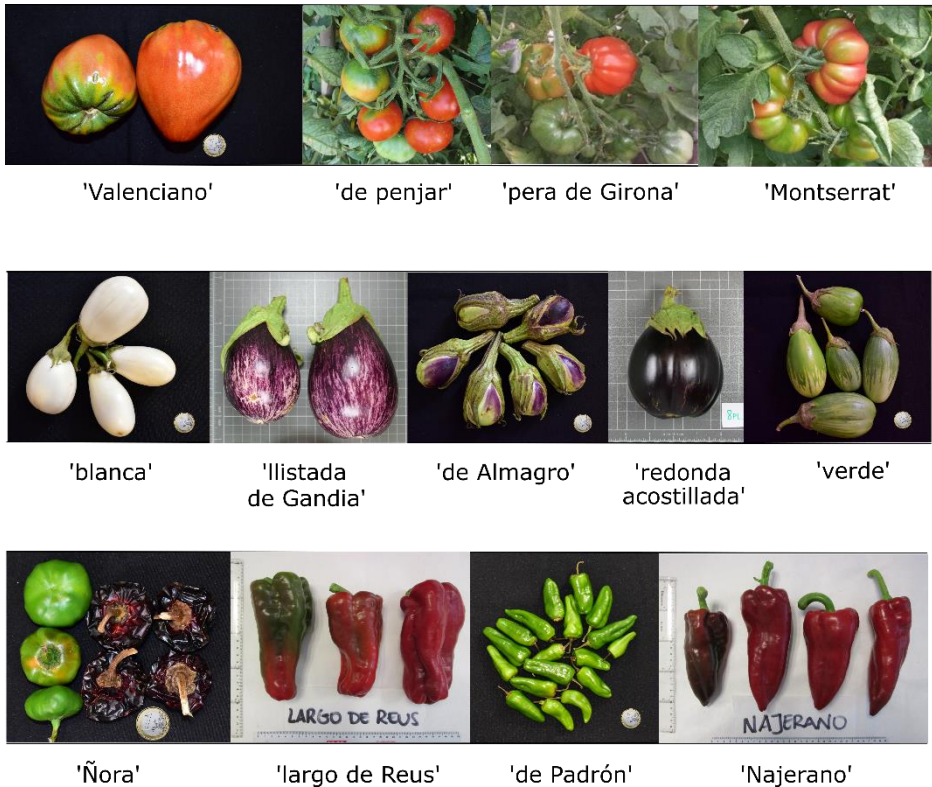 'Valenciano'
'de penjar'
'pera de Girona'
'Montserrat'
8PL
'blanca'
'llistada
de Gandia'
'de Almagro'
'redonda
acostillada'
'verde'
LARGO DE REUS
NAJERANO
'Ñora'
'largo de Reus'
'de Padrón'
'Najerano'